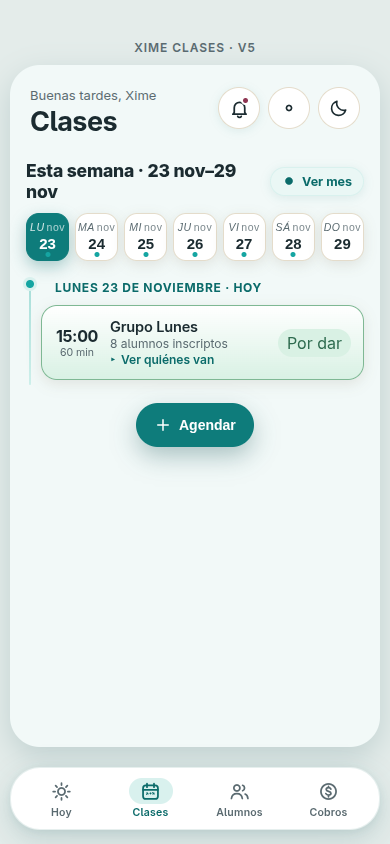 XIME CLASES · V5
Buenas tardes, Xime
Clases
Esta semana · 23 nov–29
nov
Ver mes
LU nov
23
MA nov
24
MI nov
25
JU nov
26
VI nov
27
SÁ nov
28
DO nov
29
LUNES 23 DE NOVIEMBRE · HOY
15:00
60 min
Grupo Lunes
8 alumnos inscriptos
‣ Ver quiénes van
Por dar
+ Agendar
Hoy
Clases
Alumnos
Cobros